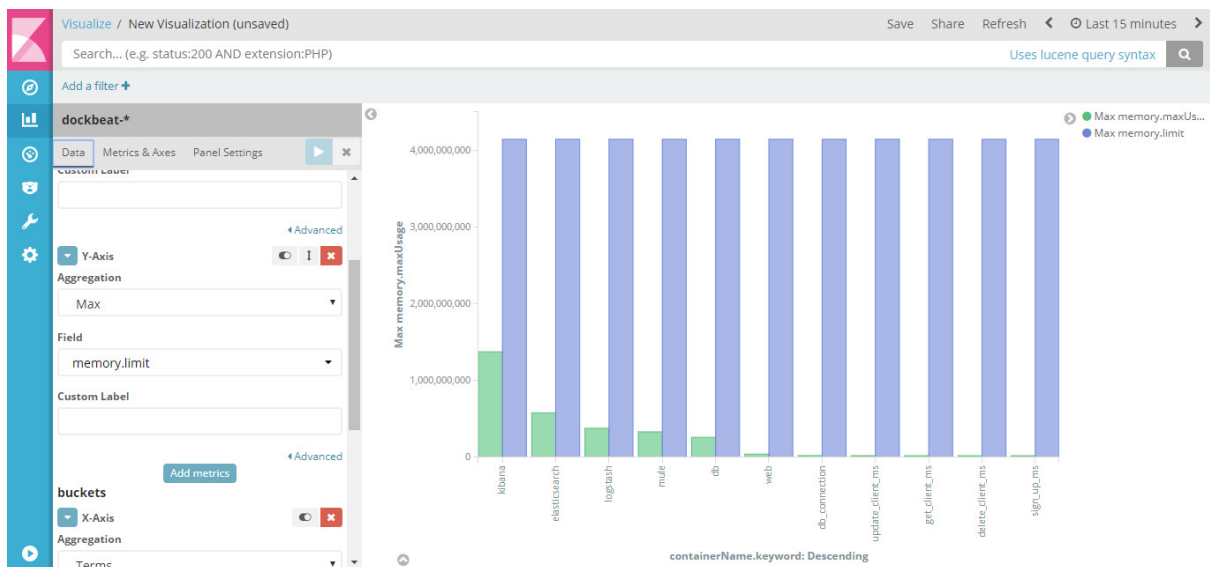 Visualize / New Visualization (unsaved)
Save Share Refresh Last 15 minutes
Search... (e.g. status:200 AND extension:PHP)
Uses lucene query syntax
Add a filter
dockbeat-*
Data Metrics & Axes Panel Settings
Custom Label
Advanced
Y-Axis
Aggregation
Max
Field
memory.limit
Custom Label
Advanced
Add metrics
buckets
X-Axis
Aggregation
Terms
Max memory.maxUsage
4,000,000,000
3,000,000,000
2,000,000,000
1,000,000,000
0
kibana
elasticsearch
logstash
mule
db
web
db_connection
update_client_ms
get_client_ms
delete_client_ms
sign_up_ms
containerName.keyword: Descending
Max memory.maxUs...
Max memory.limit